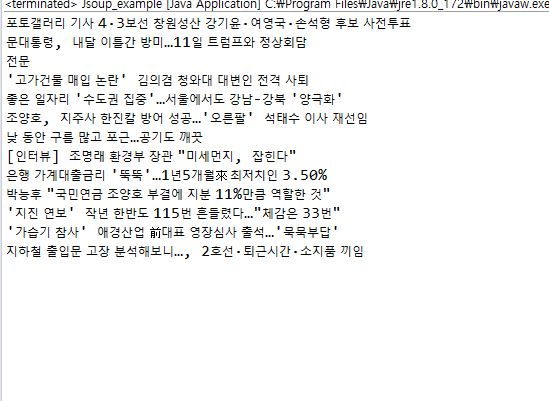 <terminated> Jsoup_example [Java Application] C:\Program Files\Java\jre1.8.0_172\bin\javaw.exe
포토갤러리 기사 4·3보선 창원성산 강기윤·여영국·손석형 후보 사전투표
문대통령, 내달 이틀간 방미…11일 트럼프와 정상회담
전문
'고가건물 매입 논란' 김의겸 청와대 대변인 전격 사퇴
좋은 일자리 '수도권 집중'…서울에서도 강남-강북 '양극화'
조양호, 지주사 한진칼 방어 성공…'오른팔' 석태수 이사 재선임
낮 동안 구름 많고 포근…공기도 깨끗
[인터뷰] 조명래 환경부 장관 "미세먼지, 잡힌다"
은행 가계대출금리 '뚝뚝'…1년5개월來 최저치인 3.50%
박능후 "국민연금 조양호 부결에 지분 11%만큼 역할한 것"
'지진 연보' 작년 한반도 115번 흔들렸다…"체감은 33번"
'가습기 참사' 애경산업 前대표 영장심사 출석…'묵묵부답'
지하철 출입문 고장 분석해보니…, 2호선·퇴근시간·소지품 끼임